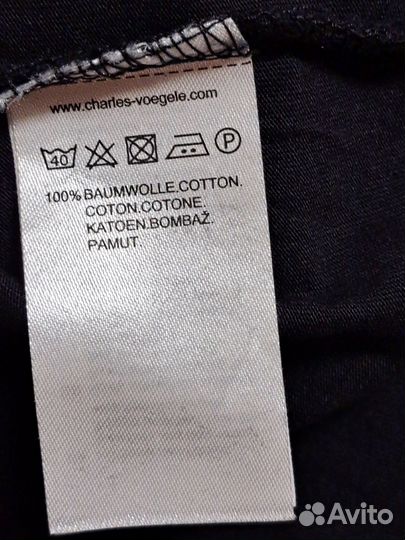 www.charles-voegele.com
40 P
100% BAUMWOLLE.COTTON.
COTON.COTONE.
KATOEN.BOMBAŽ.
PAMUT.
Avito